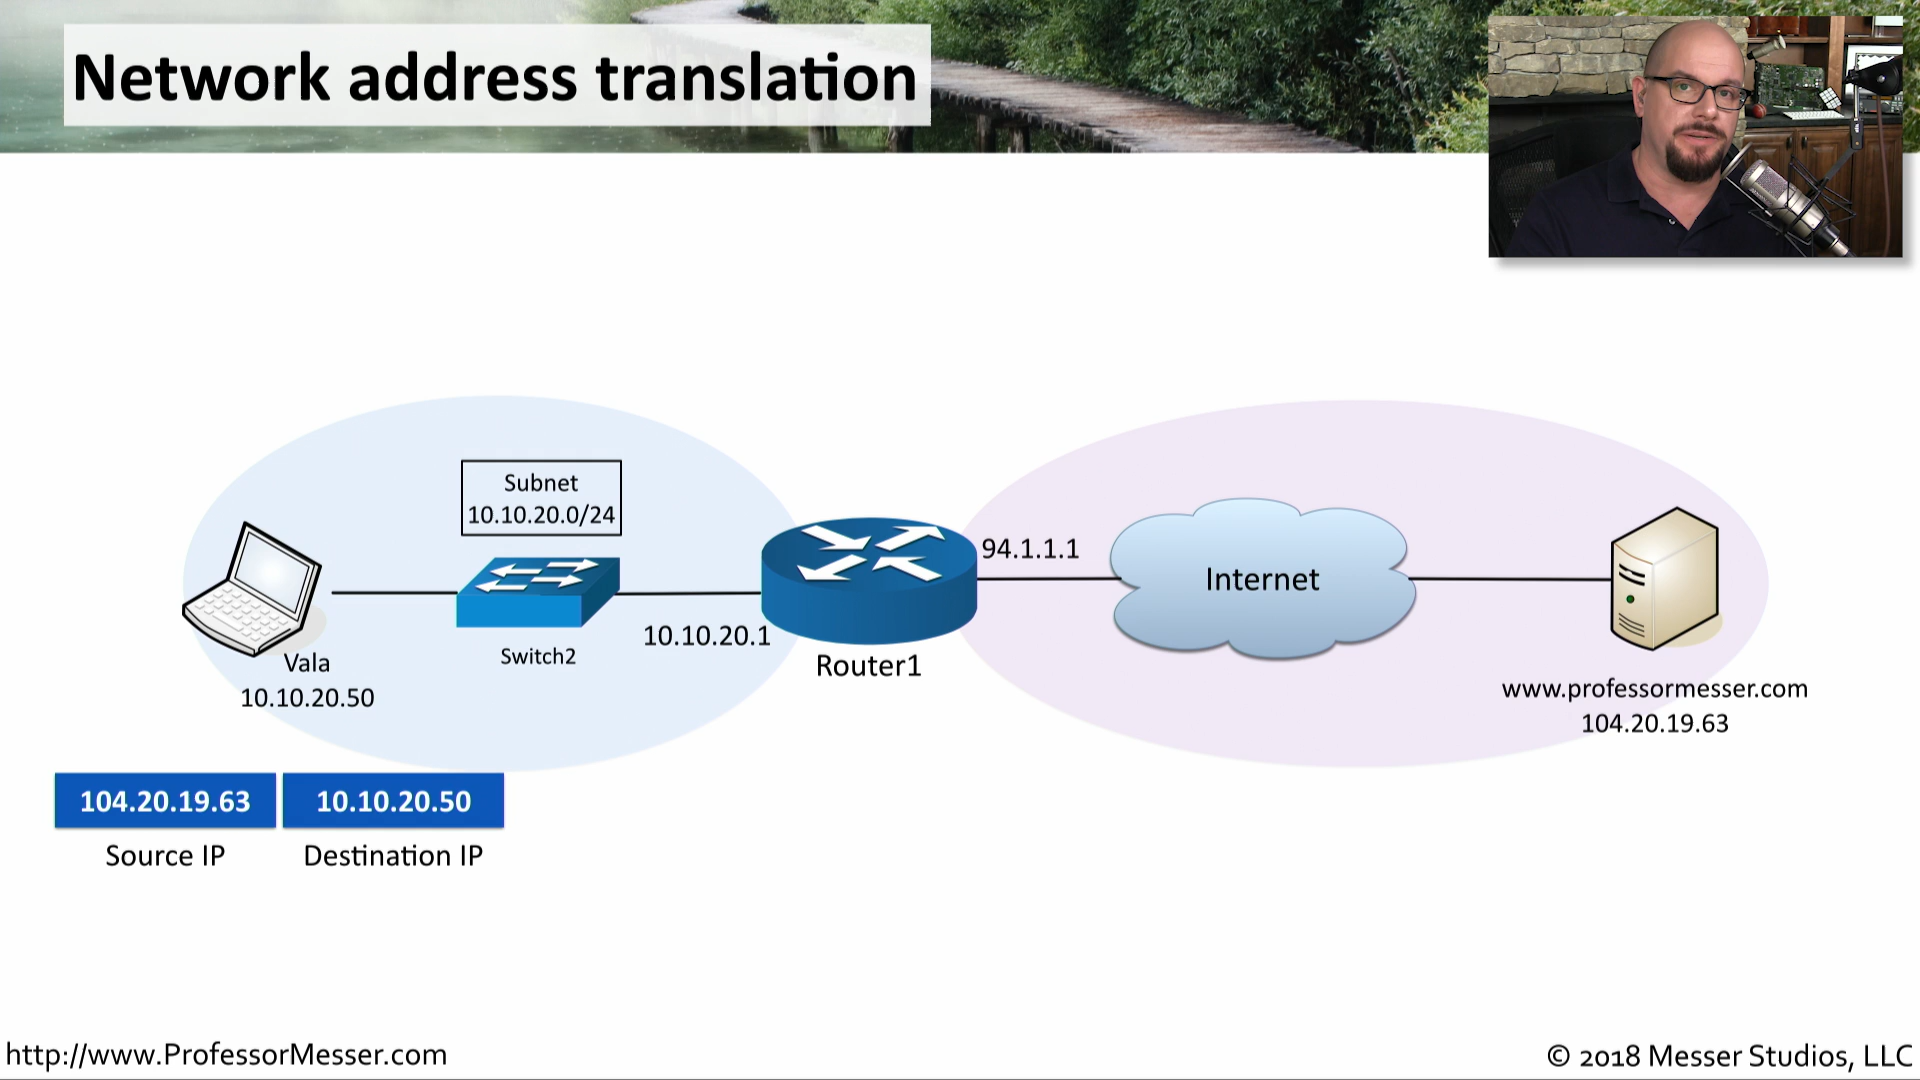 Network address translation
Subnet
10.10.20.0/24
94.1.1.1
Internet
10.10.20.1
Switch2
Router1
Vala
10.10.20.50
www.professormesser.com
104.20.19.63
104.20.19.63
10.10.20.50
Source IP
Destination IP
http://www.ProfessorMesser.com
© 2018 Messer Studios, LLC